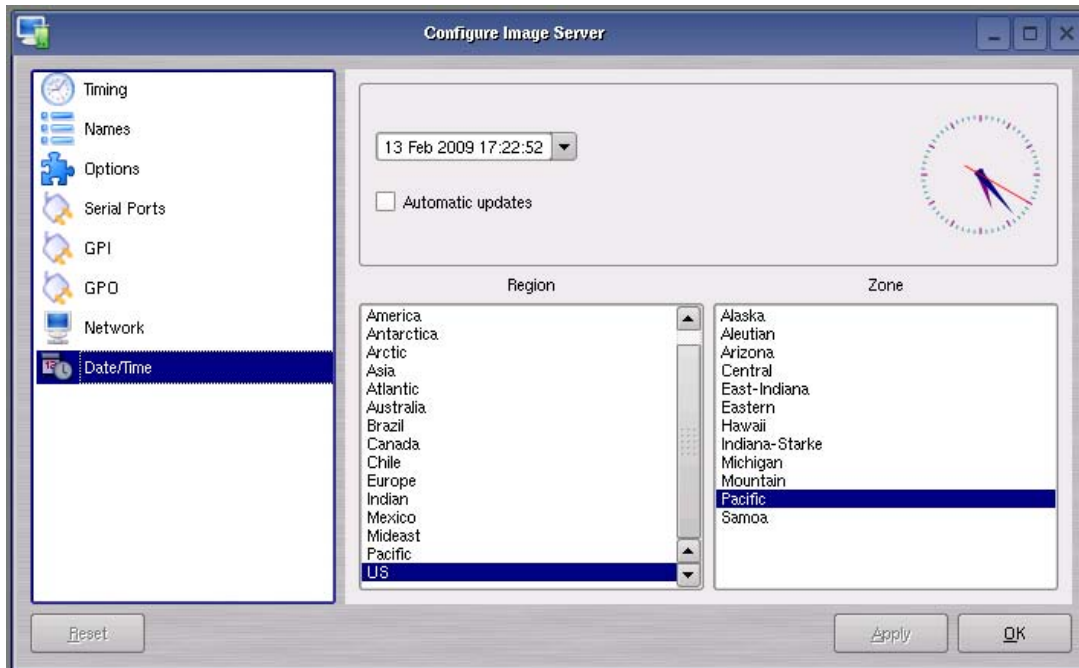 Configure Image Server
Timing
Names
Options
Serial Ports
GPI
GPO
Network
Date/Time
13 Feb 2009 17:22:52
Automatic updates
Region
America
Antarctica
Arctic
Asia
Atlantic
Australia
Brazil
Canada
Chile
Europe
Indian
Mexico
Mideast
Pacific
US
Zone
Alaska
Aleutian
Arizona
Central
East-Indiana
Eastern
Hawaii
Indiana-Starke
Michigan
Mountain
Pacific
Samoa
Reset
Apply
OK